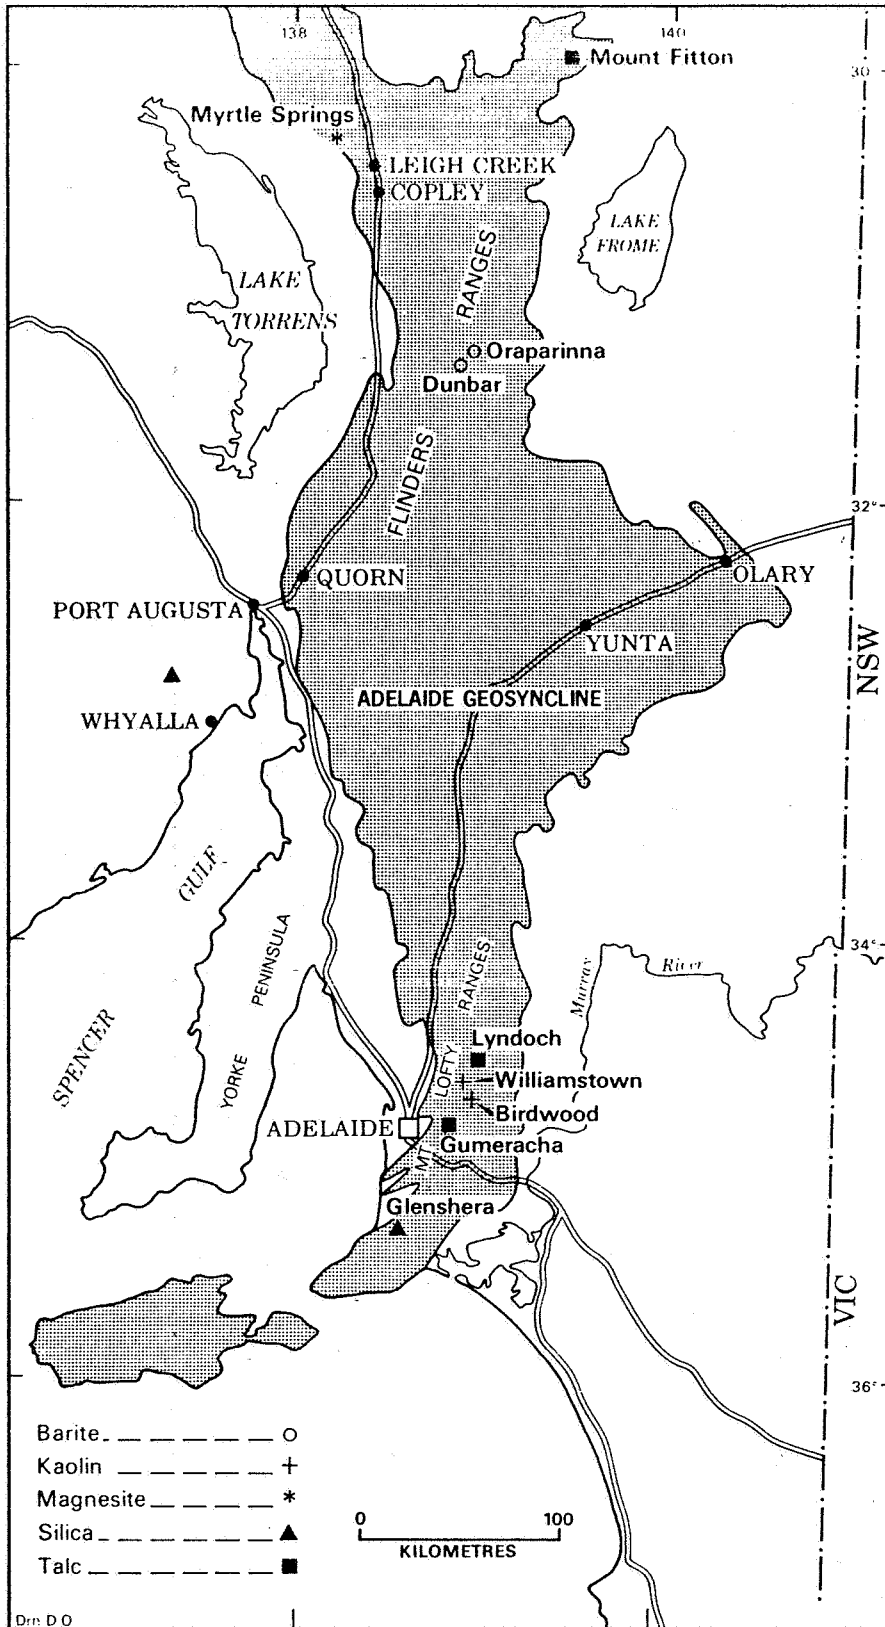 138
140
Mount Fitton
30
Myrtle Springs
LEIGH CREEK
COPLEY
LAKE
FROME
RANGES
LAKE
TORRENS
Oraparinna
Dunbar
FLINDERS
32°
QUORN
OLARY
PORT AUGUSTA
YUNTA
NSW
ADELAIDE GEOSYNCLINE
WHYALLA
GULF
34°
PENINSULA
RANGES
Murray
River
SPENCER
YORKE
Lyndoch
LOFTY
Williamstown
Birdwood
ADELAIDE
Gumeracha
MT
Glenshera
VIC
36°
Barite
Kaolin
Magnesite
Silica
Talc
0 100
KILOMETRES
Drn D O